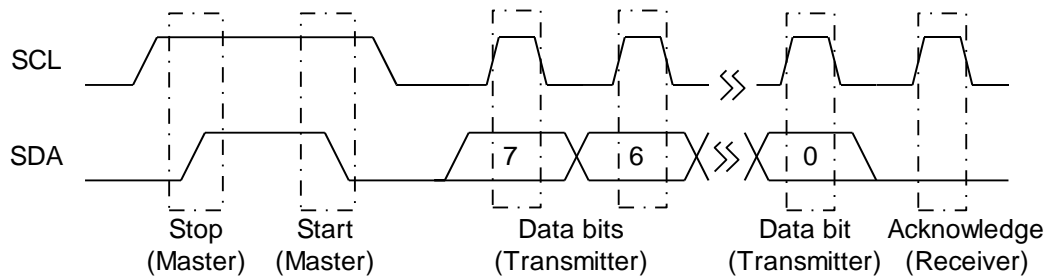 SCL
SDA
7
6
0
Stop
(Master)
Start
(Master)
Data bits
(Transmitter)
Data bit
(Transmitter)
Acknowledge
(Receiver)